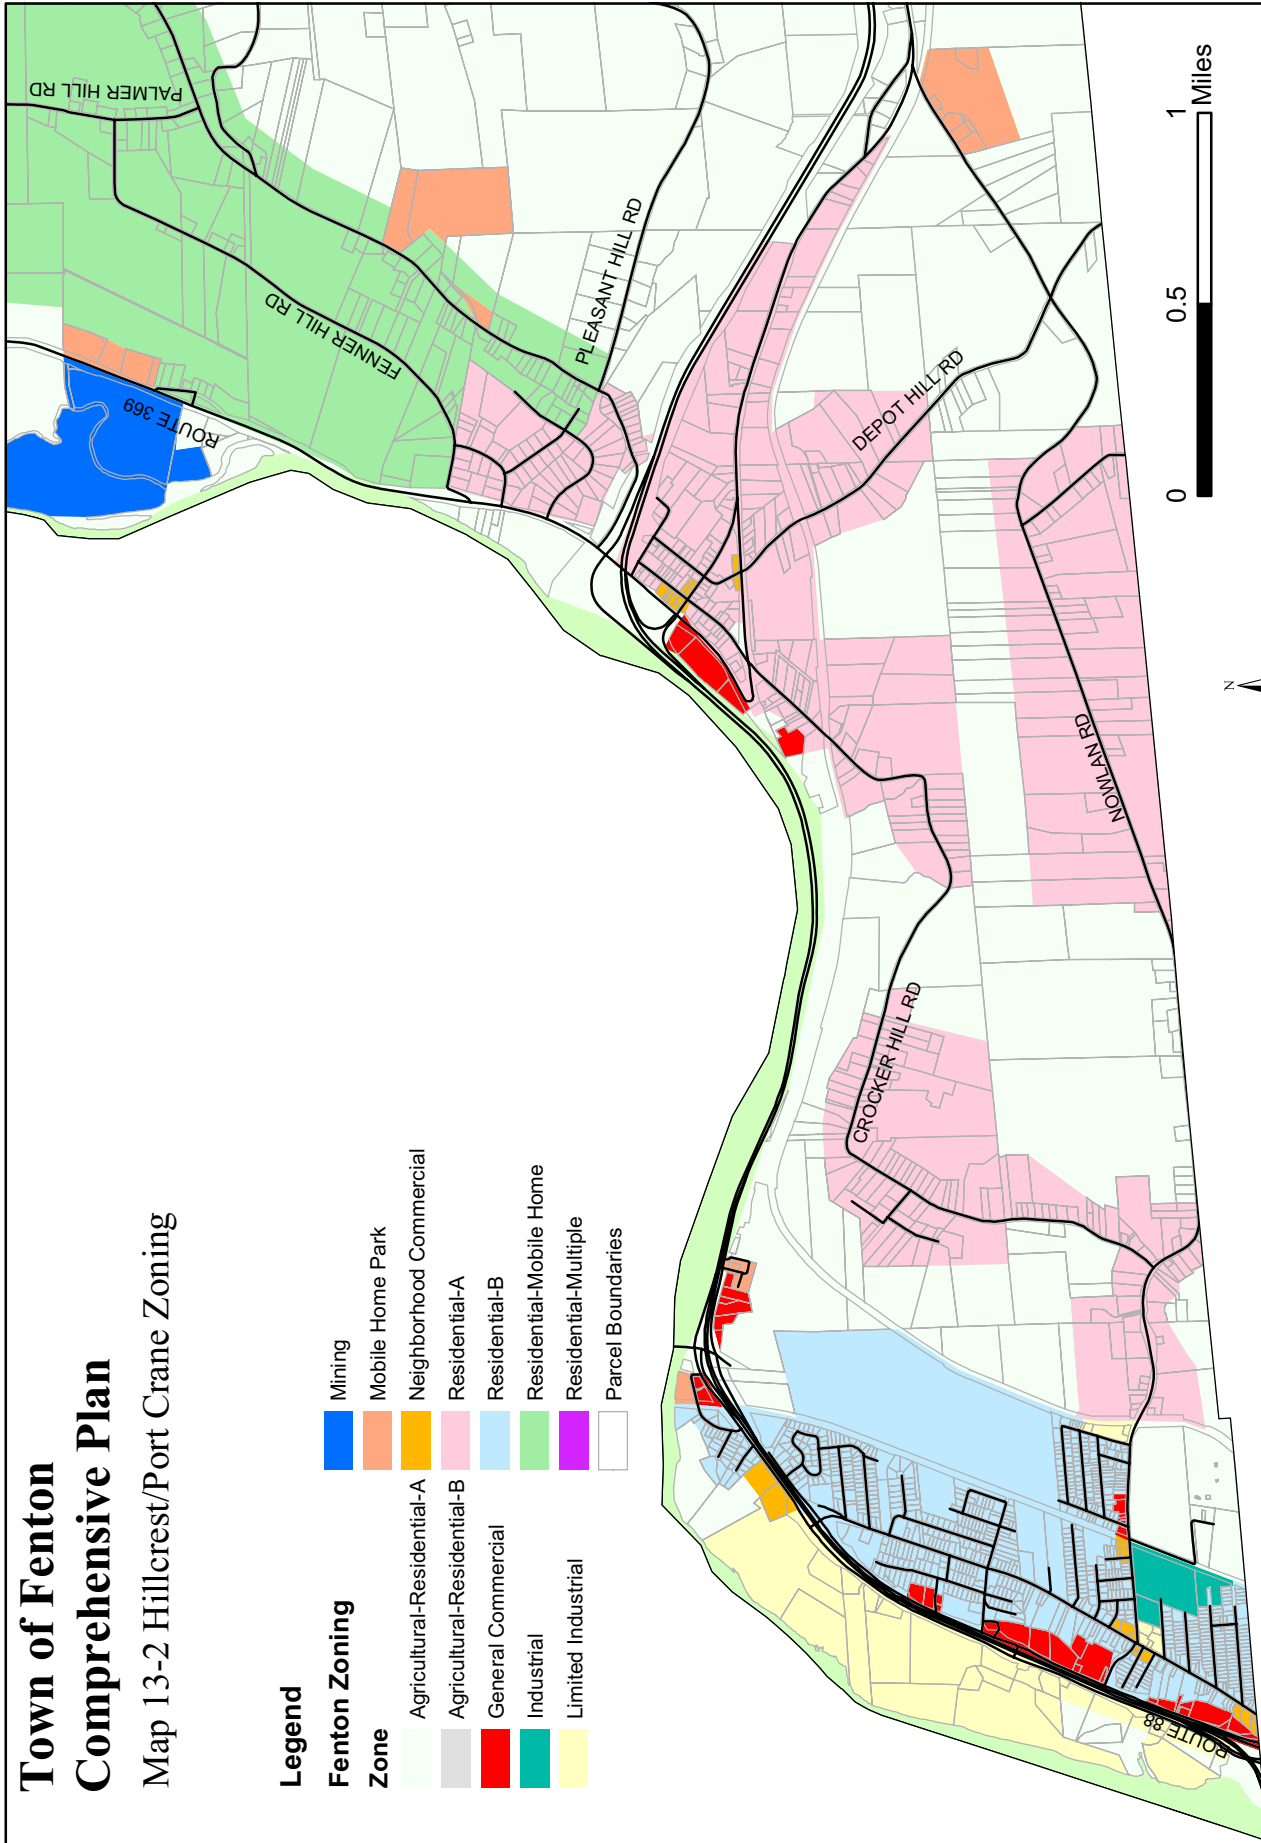 Town of Fenton
Comprehensive Plan
Map 13-2 Hillcrest/Port Crane Zoning
Legend
Fenton Zoning
Zone
Agricultural-Residential-A
Agricultural-Residential-B
General Commercial
Industrial
Limited Industrial
Mining
Mobile Home Park
Neighborhood Commercial
Residential-A
Residential-B
Residential-Mobile Home
Residential-Multiple
Parcel Boundaries
PALMER HILL RD
FENNER HILL RD
ROUTE 369
PLEASANT HILL RD
DEPOT HILL RD
NOWLAN RD
CROCKER HILL RD
ROUTE 88
0 0.5 1
Miles
N